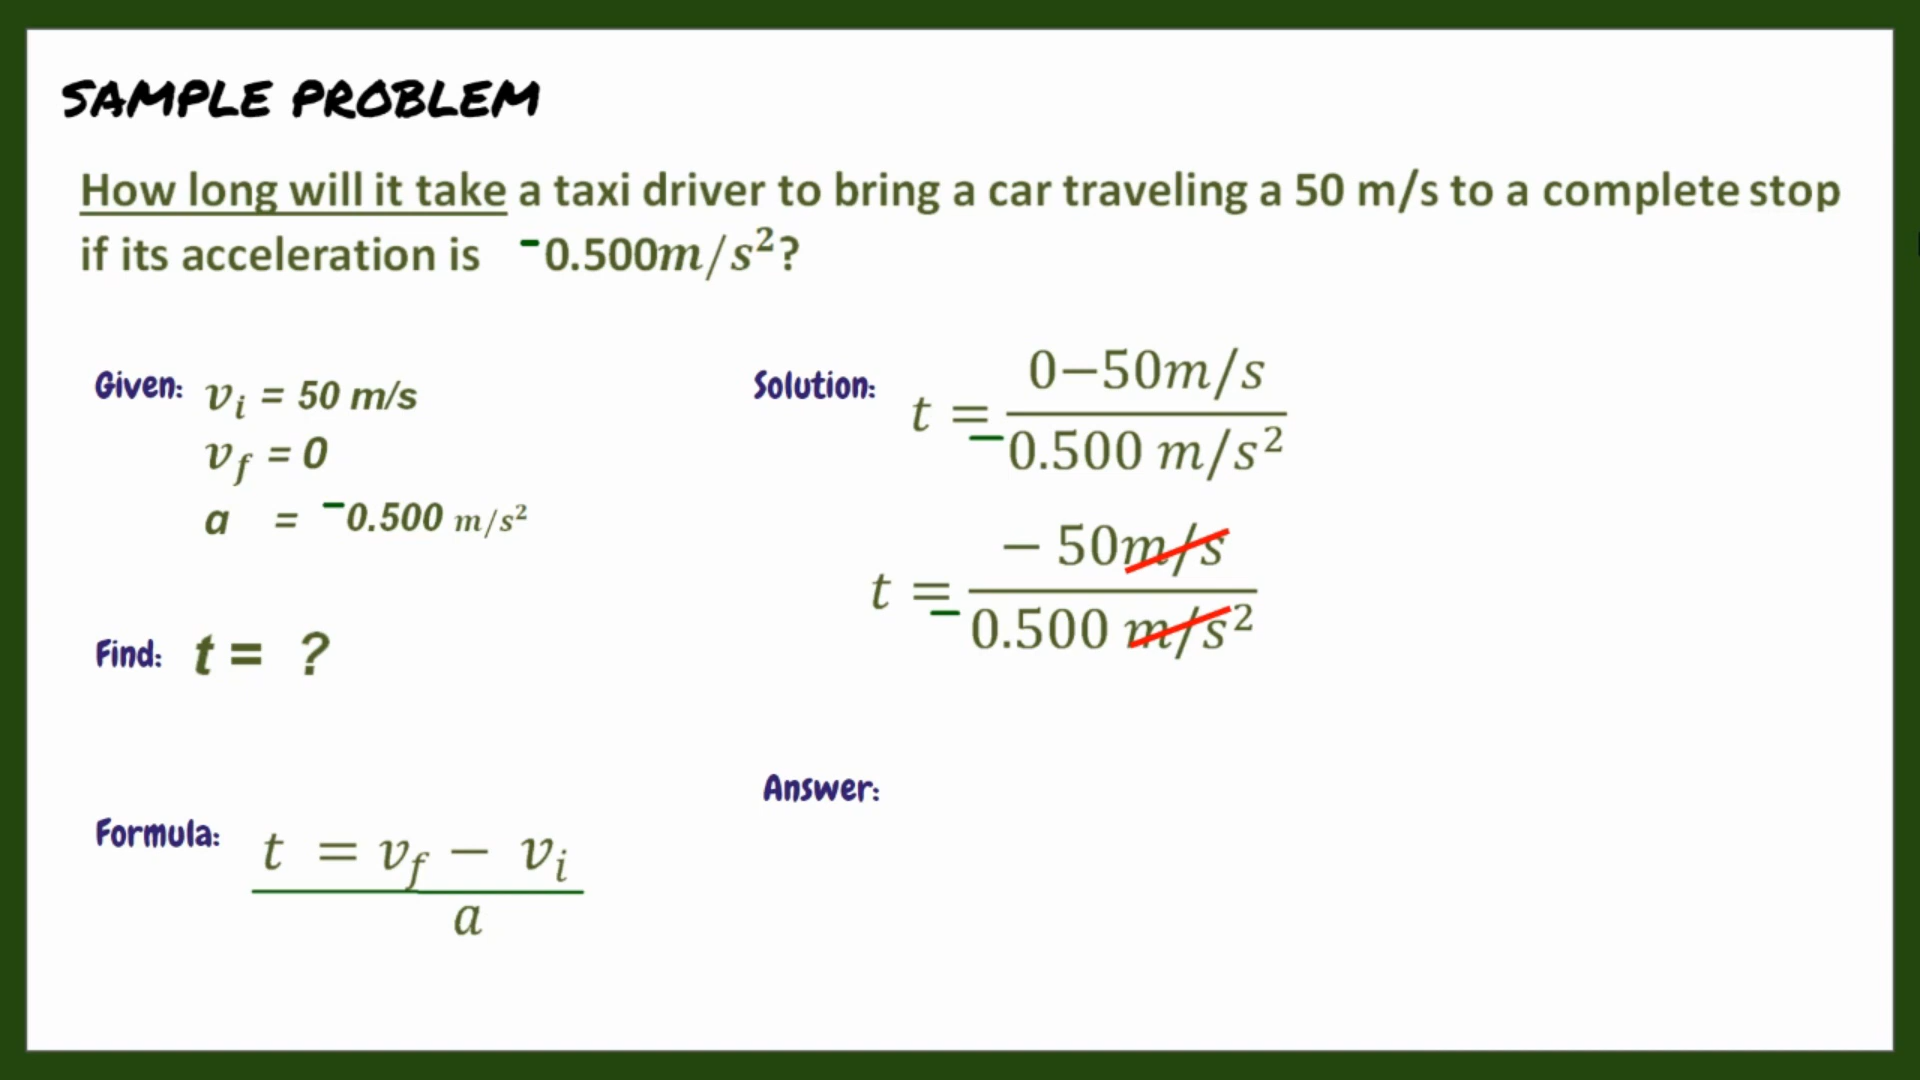 SAMPLE PROBLEM
How long will it take a taxi driver to bring a car traveling a 50 m/s to a complete stop
if its acceleration is -0.500m/s²?
Given: vᵢ = 50 m/s
v_f = 0
a = -0.500 m/s²
Find: t = ?
Formula: t = v_f − vᵢ
a
Solution: t = 0−50m/s
−0.500 m/s²
t = − 50m/s
−0.500 m/s²
Answer: